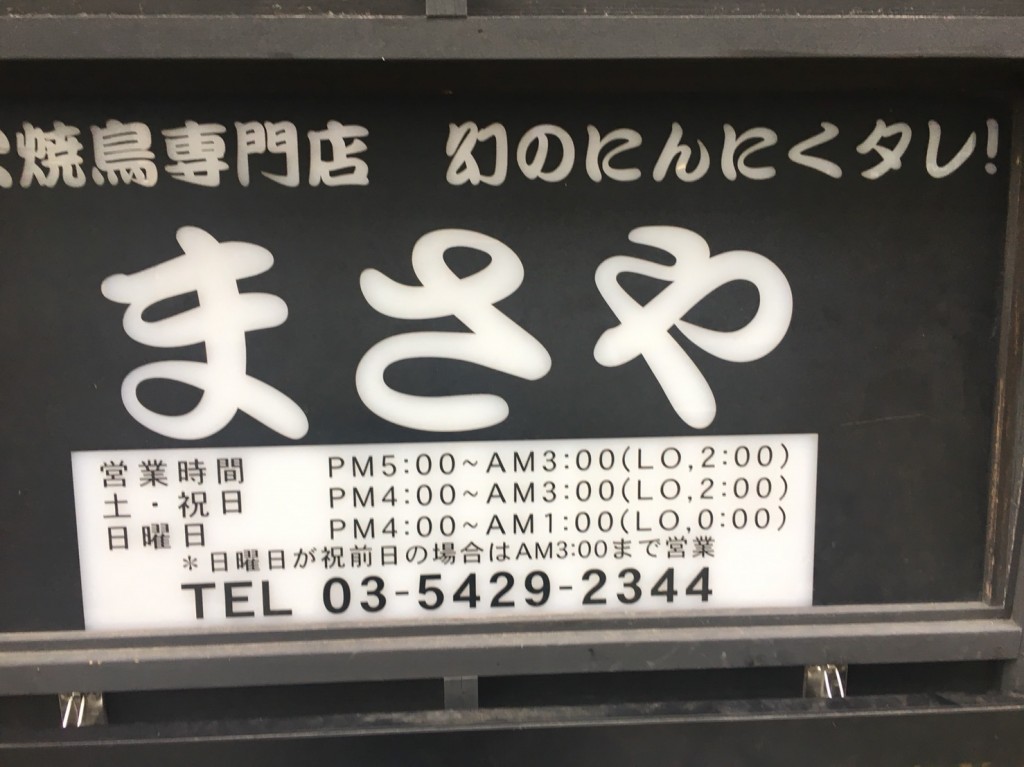 焼鳥専門店 幻のにんにくタレ!
まさや
営業時間 PM5:00~AM3:00(LO,2:00)
土・祝日 PM4:00~AM3:00(LO,2:00)
日曜日 PM4:00~AM1:00(LO,0:00)
*日曜日が祝前日の場合はAM3:00まで営業
TEL 03-5429-2344